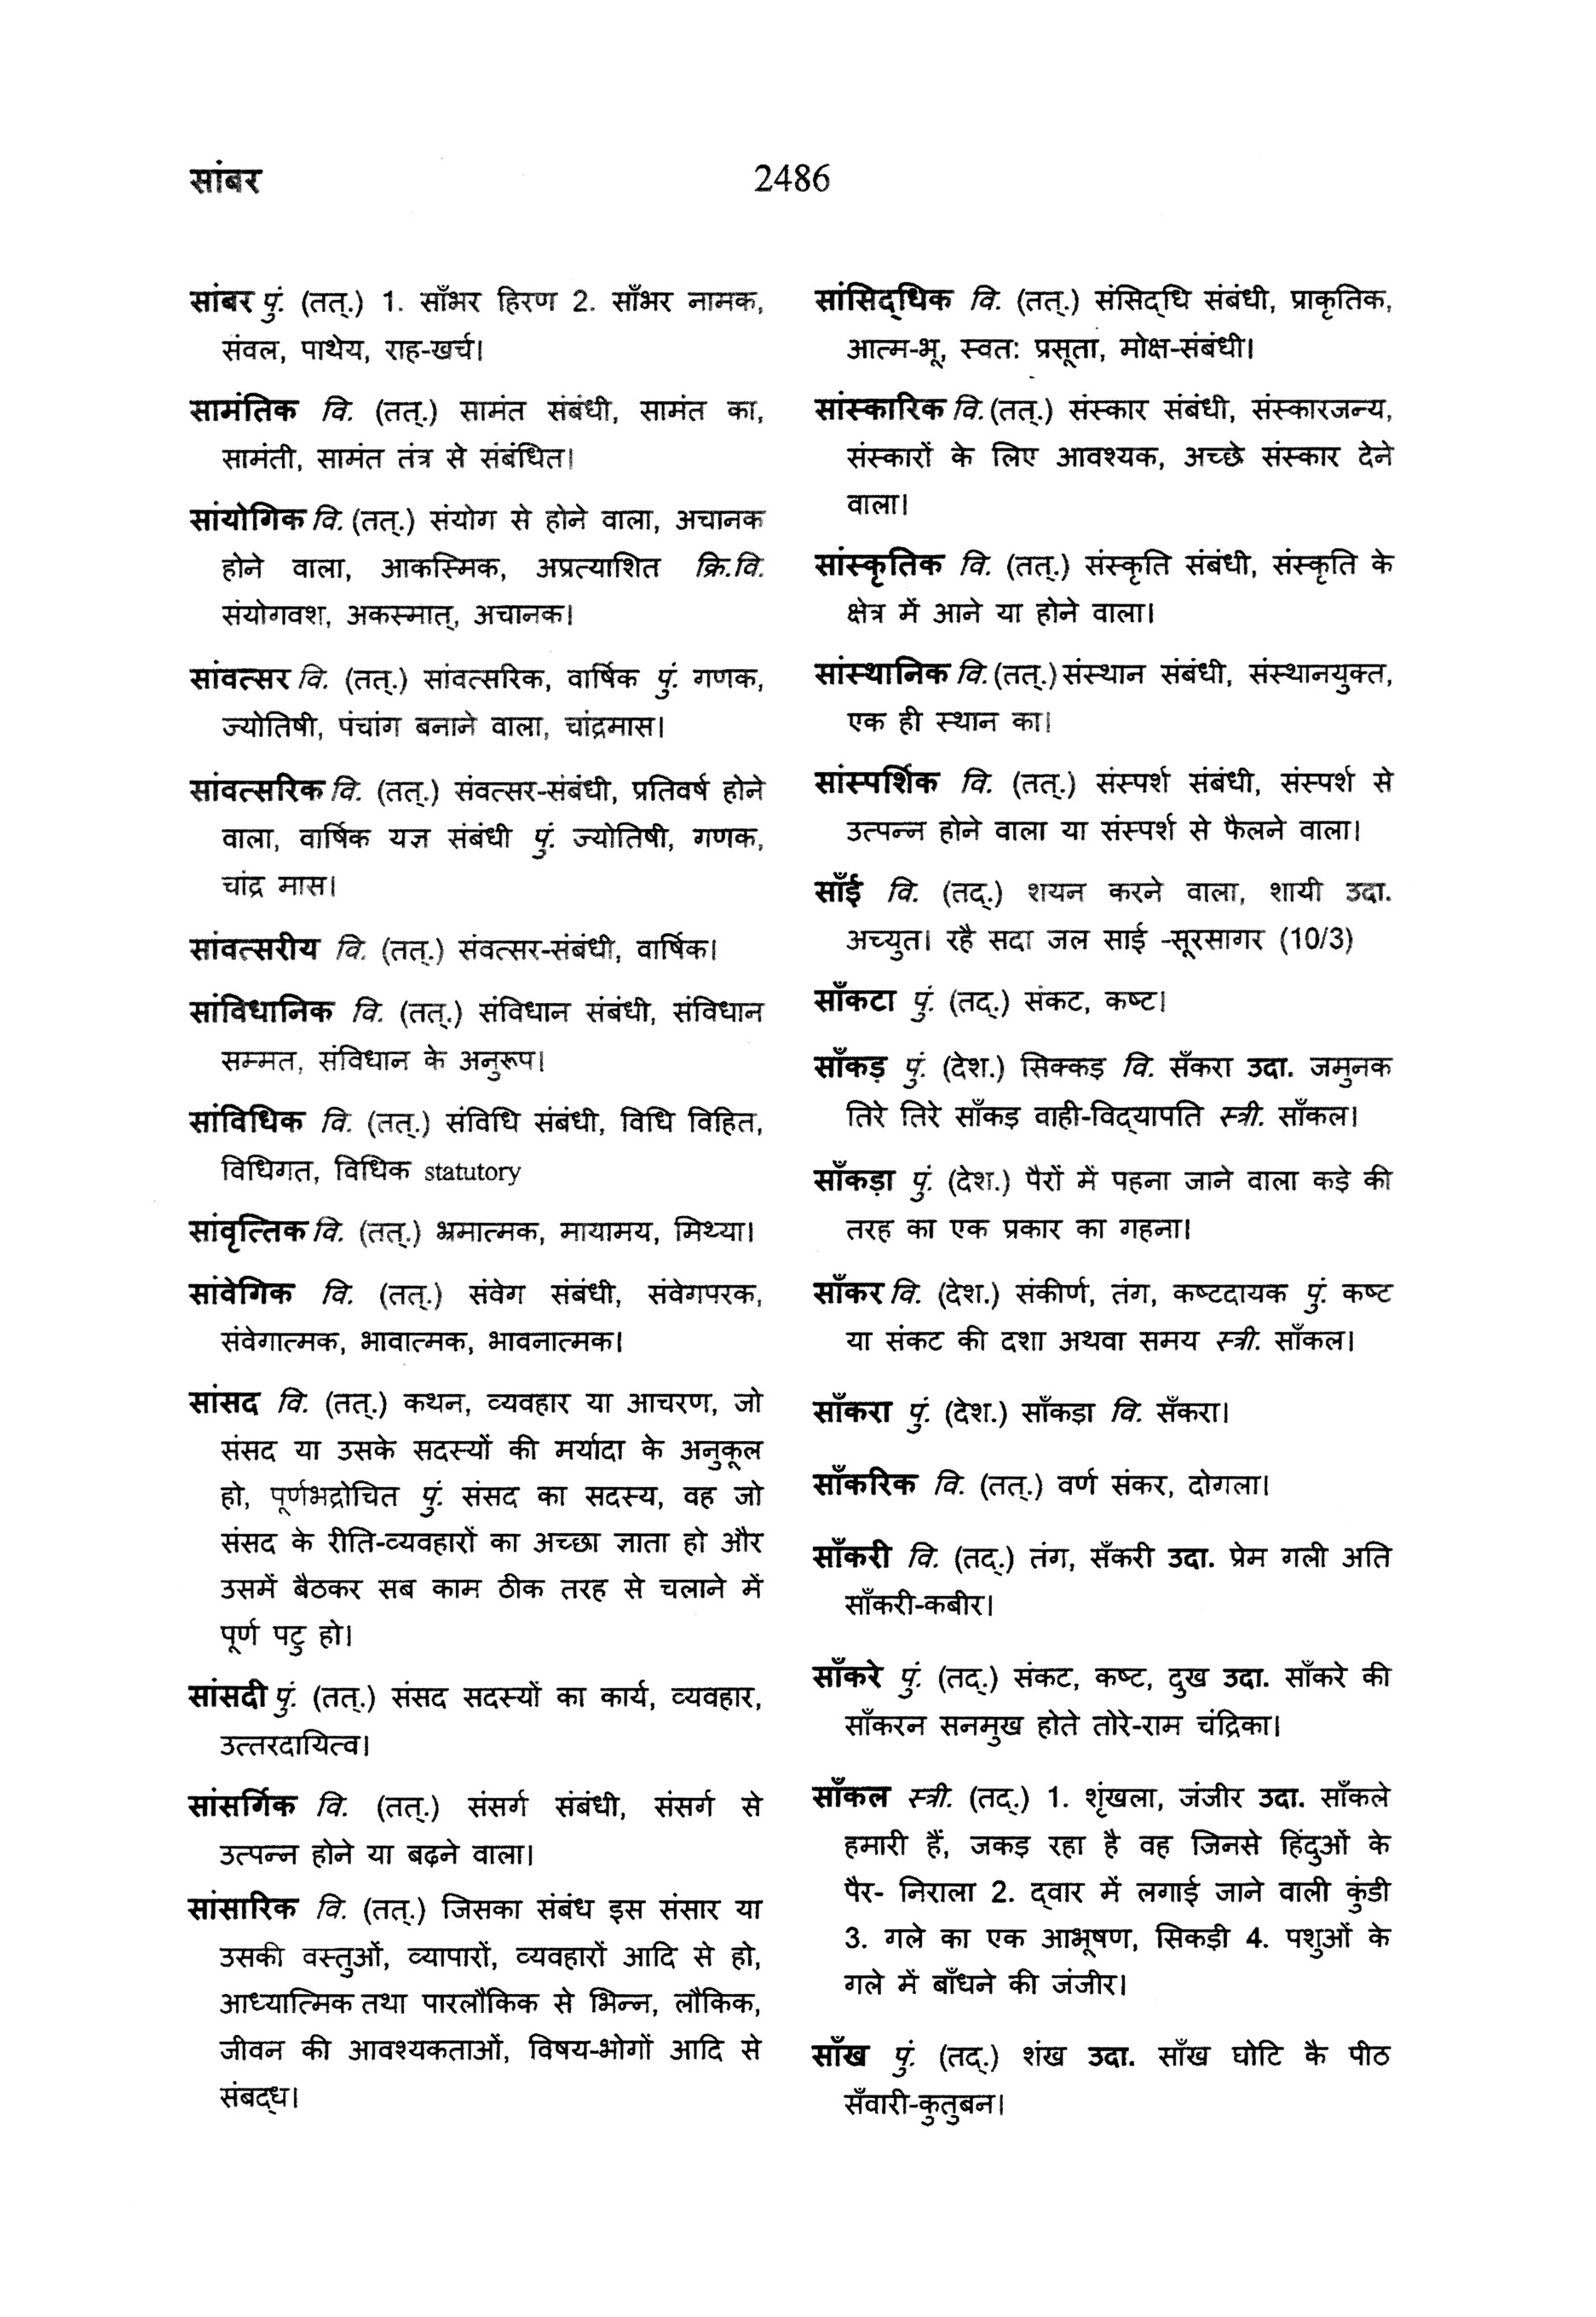 सांबर
2486
सांबर पुं. (तत्.) 1. साँभर हिरण 2. साँभर नामक,
संवल, पाथेय, राह-खर्च।
सामंतिक वि. (तत्.) सामंत संबंधी, सामंत का,
सामंती, सामंत तंत्र से संबंधित।
सांयोगिक वि. (तत्.) संयोग से होने वाला, अचानक
होने वाला, आकस्मिक, अप्रत्याशित क्रि.वि.
संयोगवश, अकस्मात्, अचानक।
सांवत्सर वि. (तत्.) सांवत्सरिक, वार्षिक पुं. गणक,
ज्योतिषी, पंचांग बनाने वाला, चांद्रमास।
सांवत्सरिक वि. (तत्.) संवत्सर-संबंधी, प्रतिवर्ष होने
वाला, वार्षिक यज्ञ संबंधी पुं. ज्योतिषी, गणक,
चांद्र मास।
सांवत्सरीय वि. (तत्.) संवत्सर-संबंधी, वार्षिक।
सांविधानिक वि. (तत्.) संविधान संबंधी, संविधान
सम्मत, संविधान के अनुरूप।
सांविधिक वि. (तत्.) संविधि संबंधी, विधि विहित,
विधिगत, विधिक statutory
सांवृत्तिक वि. (तत्.) भ्रमात्मक, मायामय, मिथ्या।
सांवेगिक वि. (तत्.) संवेग संबंधी, संवेगपरक,
संवेगात्मक, भावात्मक, भावनात्मक।
सांसद वि. (तत्.) कथन, व्यवहार या आचरण, जो
संसद या उसके सदस्यों की मर्यादा के अनुकूल
हो, पूर्णभद्रोचित पुं. संसद का सदस्य, वह जो
संसद के रीति-व्यवहारों का अच्छा ज्ञाता हो और
उसमें बैठकर सब काम ठीक तरह से चलाने में
पूर्ण पटु हो।
सांसदी पुं. (तत्.) संसद सदस्यों का कार्य, व्यवहार,
उत्तरदायित्व।
सांसर्गिक वि. (तत्.) संसर्ग संबंधी, संसर्ग से
उत्पन्न होने या बढ़ने वाला।
सांसारिक वि. (तत्.) जिसका संबंध इस संसार या
उसकी वस्तुओं, व्यापारों, व्यवहारों आदि से हो,
आध्यात्मिक तथा पारलौकिक से भिन्न, लौकिक,
जीवन की आवश्यकताओं, विषय-भोगों आदि से
संबद्ध।
सांसिद्धिक वि. (तत्.) संसिद्धि संबंधी, प्राकृतिक,
आत्म-भू, स्वत: प्रसूता, मोक्ष-संबंधी।
सांस्कारिक वि. (तत्.) संस्कार संबंधी, संस्कारजन्य,
संस्कारों के लिए आवश्यक, अच्छे संस्कार देने
वाला।
सांस्कृतिक वि. (तत्.) संस्कृति संबंधी, संस्कृति के
क्षेत्र में आने या होने वाला।
सांस्थानिक वि. (तत्.) संस्थान संबंधी, संस्थानयुक्त,
एक ही स्थान का।
सांस्पर्शिक वि. (तत्.) संस्पर्श संबंधी, संस्पर्श से
उत्पन्न होने वाला या संस्पर्श से फैलने वाला।
साँई वि. (तद्.) शयन करने वाला, शायी उदा.
अच्युत। रहै सदा जल साई -सूरसागर (10/3)
साँकटा पुं. (तद्.) संकट, कष्ट।
साँकड़ पुं. (देश.) सिक्कड़ वि. सँकरा उदा. जमुनक
तिरे तिरे साँकड़ वाही-विद्यापति स्त्री. साँकल।
साँकड़ा पुं. (देश.) पैरों में पहना जाने वाला कड़े की
तरह का एक प्रकार का गहना।
साँकर वि. (देश.) संकीर्ण, तंग, कष्टदायक पुं. कष्ट
या संकट की दशा अथवा समय स्त्री. साँकल।
साँकरा पुं. (देश.) साँकड़ा वि. सँकरा।
साँकरिक वि. (तत्.) वर्ण संकर, दोगला।
साँकरी वि. (तद्.) तंग, सँकरी उदा. प्रेम गली अति
साँकरी-कबीर।
साँकरे पुं. (तद्.) संकट, कष्ट, दुख उदा. साँकरे की
साँकरन सनमुख होते तोरे-राम चंद्रिका।
साँकल स्त्री. (तद्.) 1. शृंखला, जंजीर उदा. साँकले
हमारी हैं, जकड़ रहा है वह जिनसे हिंदुओं के
पैर- निराला 2. द्वार में लगाई जाने वाली कुंडी
3. गले का एक आभूषण, सिकड़ी 4. पशुओं के
गले में बाँधने की जंजीर।
साँख पुं. (तद्.) शंख उदा. साँख घोटि कै पीठ
सँवारी-कुतुबन।